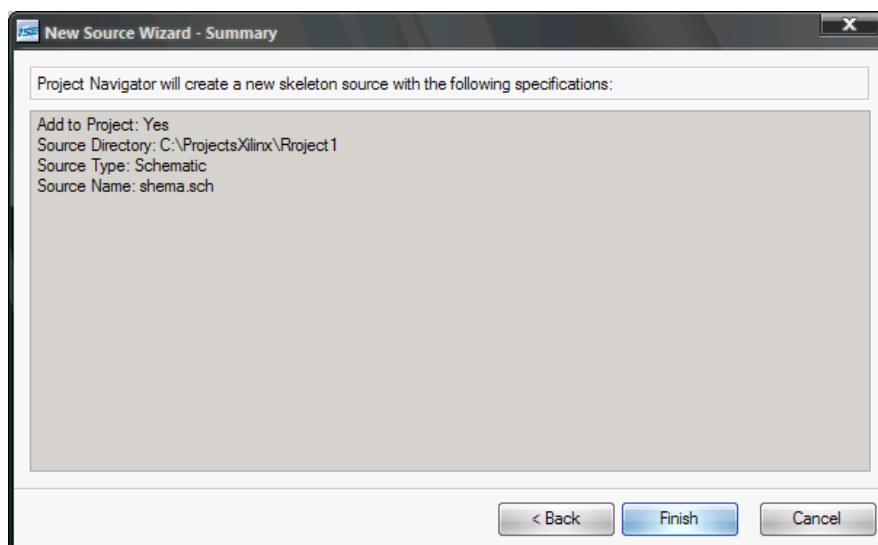 ISE New Source Wizard - Summary
X
Project Navigator will create a new skeleton source with the following specifications:
Add to Project: Yes
Source Directory: C:\ProjectsXilinx\Rroject1
Source Type: Schematic
Source Name: shema.sch
< Back Finish Cancel